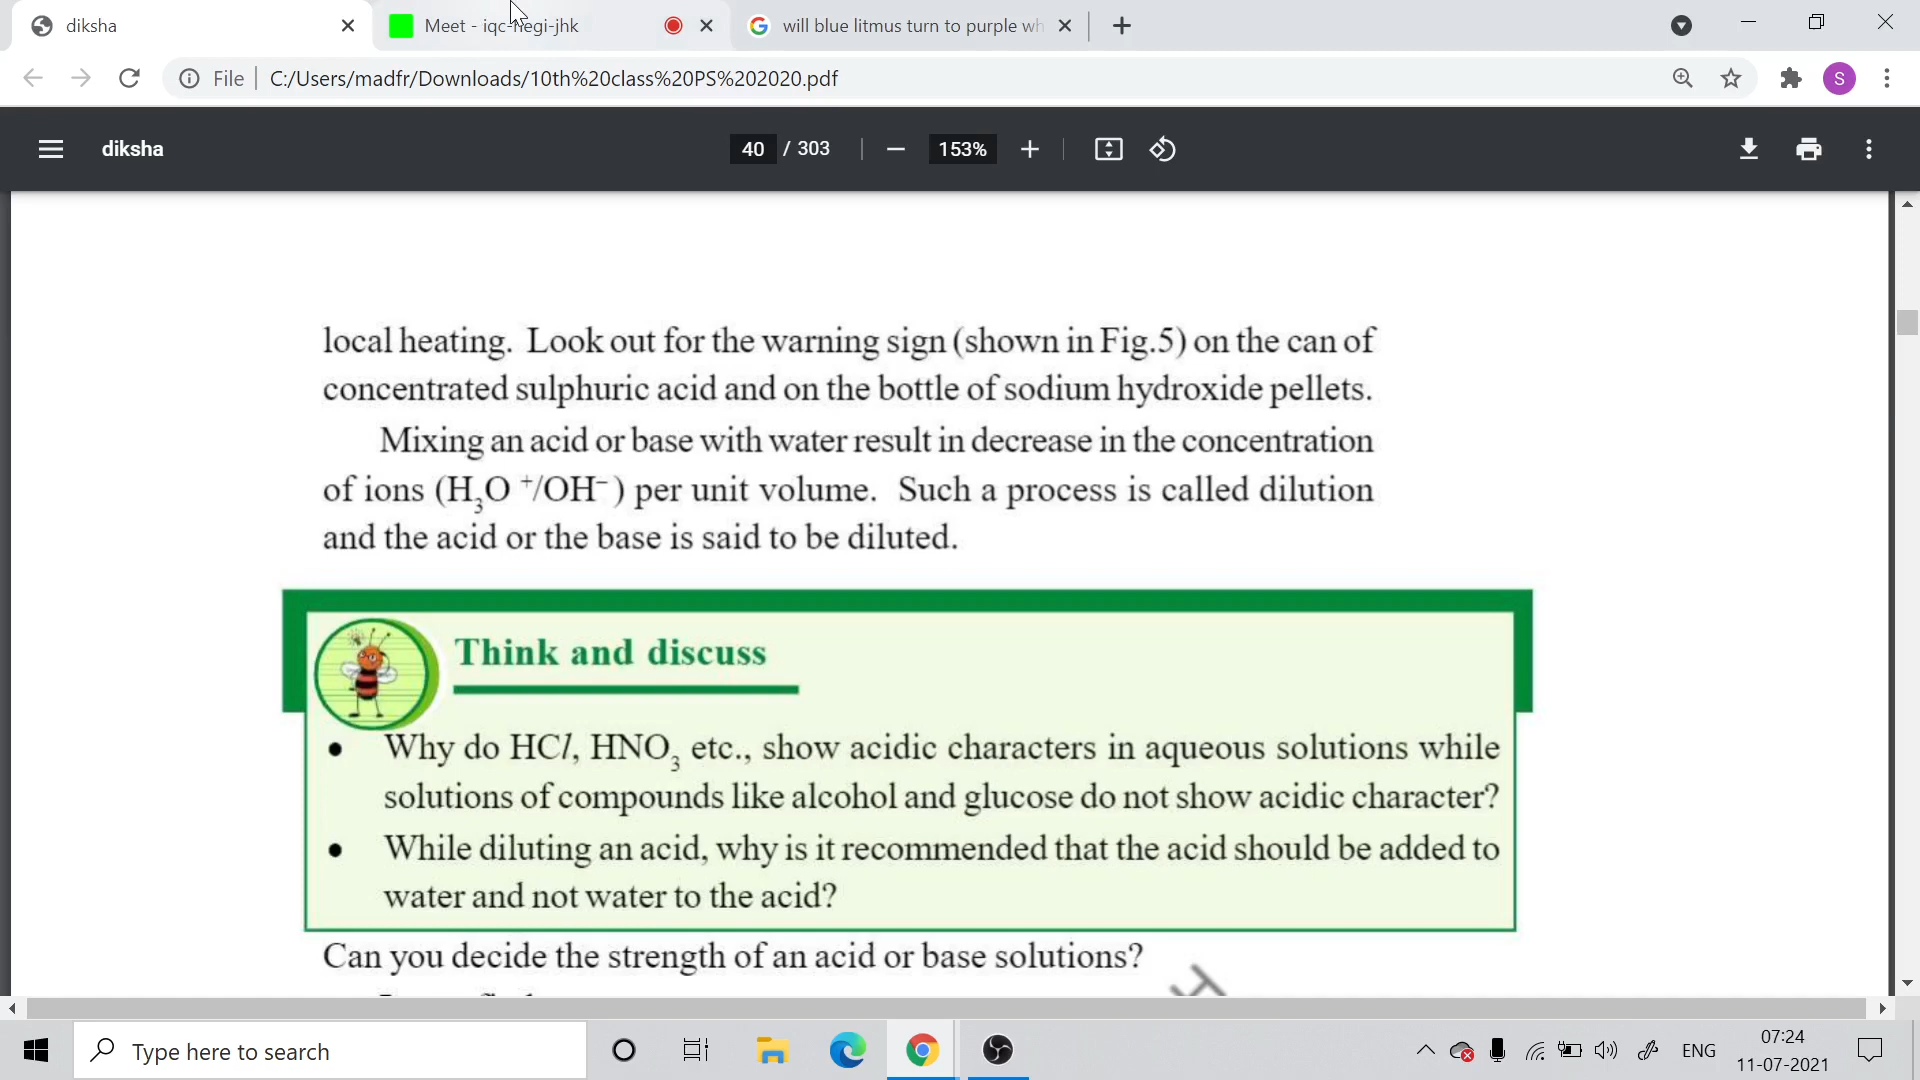 diksha
Meet - iqc-negi-jhk
will blue litmus turn to purple wh
File
C:/Users/madfr/Downloads/10th%20class%20PS%202020.pdf
S
diksha
40 / 303
153%
local heating. Look out for the warning sign (shown in Fig.5) on the can of
concentrated sulphuric acid and on the bottle of sodium hydroxide pellets.
Mixing an acid or base with water result in decrease in the concentration
of ions (H₃O ⁺/OH⁻ ) per unit volume. Such a process is called dilution
and the acid or the base is said to be diluted.
Think and discuss
• Why do HCl, HNO₃ etc., show acidic characters in aqueous solutions while
solutions of compounds like alcohol and glucose do not show acidic character?
• While diluting an acid, why is it recommended that the acid should be added to
water and not water to the acid?
Can you decide the strength of an acid or base solutions?
Type here to search
ENG
07:24
11-07-2021